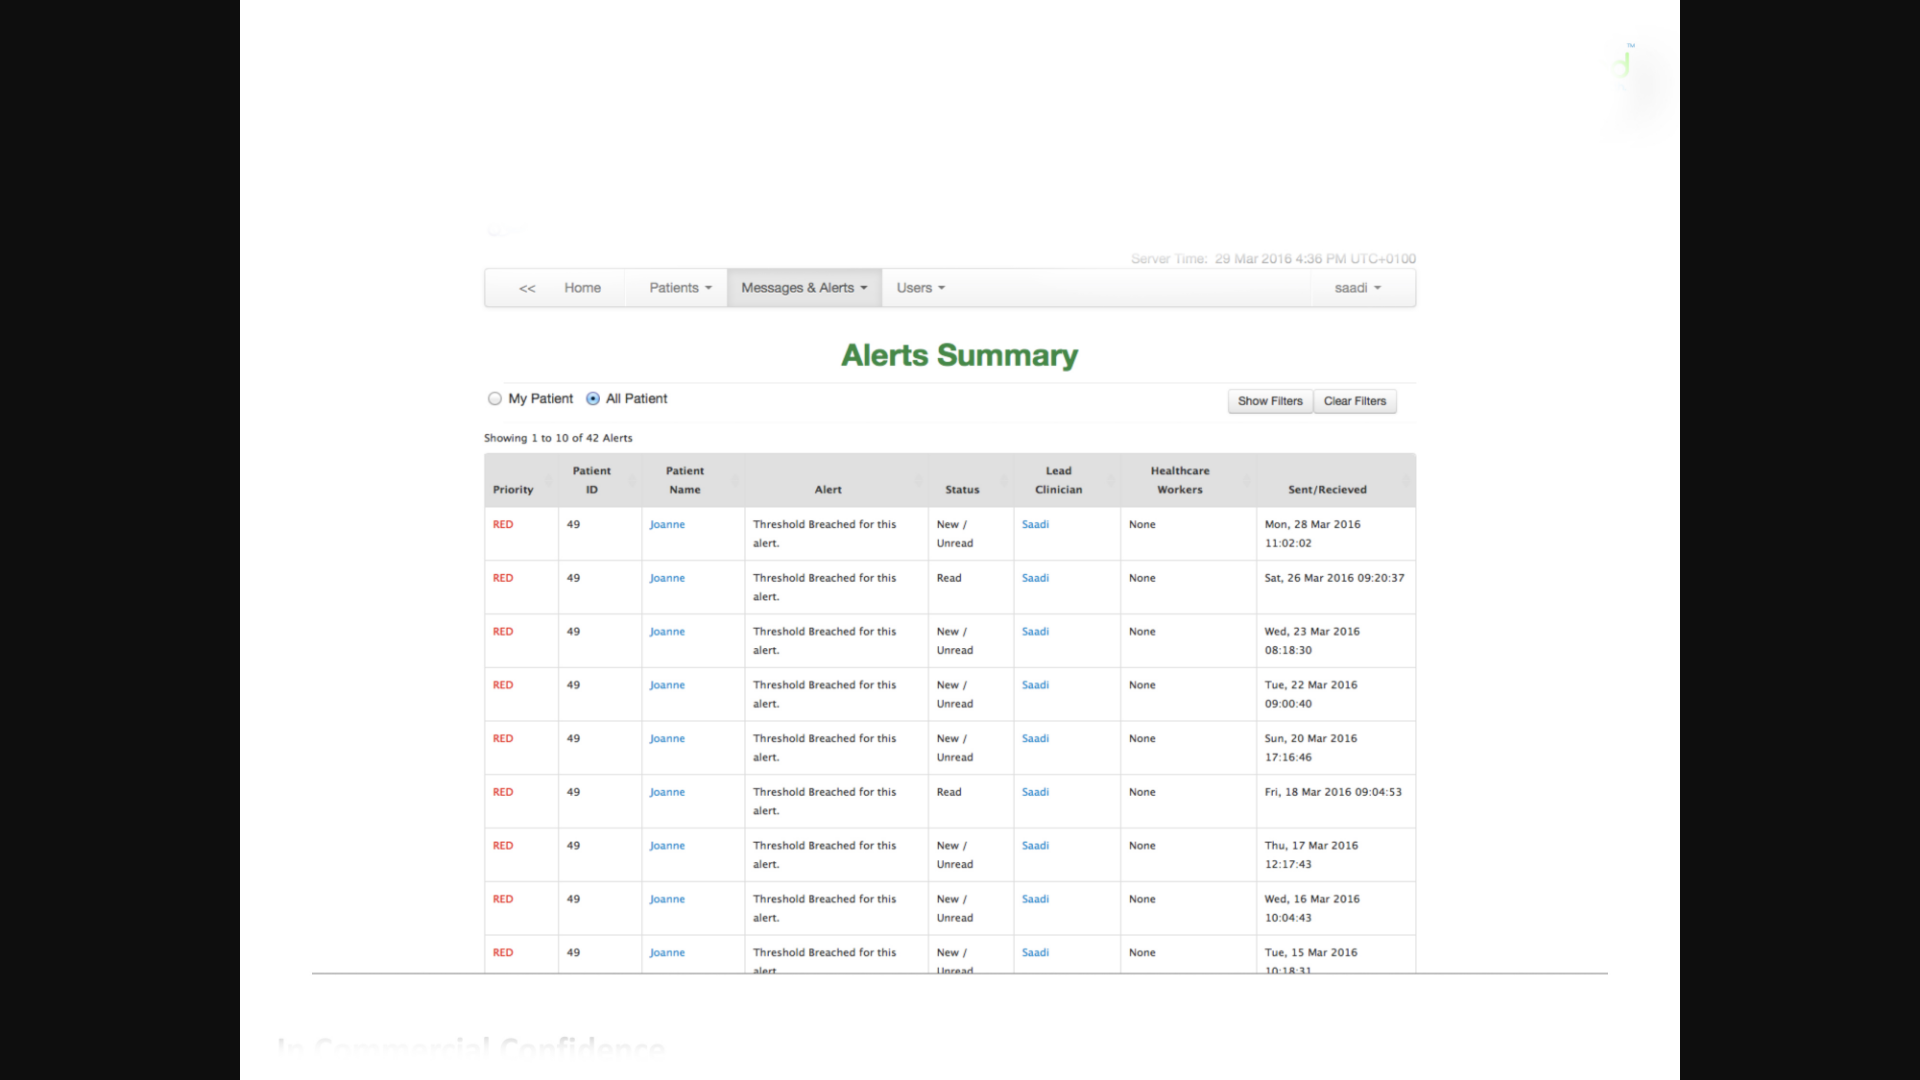 TM
d
Server Time: 29 Mar 2016 4:36 PM UTC+0100
<< Home Patients Messages & Alerts Users saadi
Alerts Summary
My Patient All Patient Show Filters Clear Filters
Showing 1 to 10 of 42 Alerts
Priority Patient ID Patient Name Alert Status Lead Clinician Healthcare Workers Sent/Recieved
RED 49 Joanne Threshold Breached for this alert. New / Unread Saadi None Mon, 28 Mar 2016 11:02:02
RED 49 Joanne Threshold Breached for this alert. Read Saadi None Sat, 26 Mar 2016 09:20:37
RED 49 Joanne Threshold Breached for this alert. New / Unread Saadi None Wed, 23 Mar 2016 08:18:30
RED 49 Joanne Threshold Breached for this alert. New / Unread Saadi None Tue, 22 Mar 2016 09:00:40
RED 49 Joanne Threshold Breached for this alert. New / Unread Saadi None Sun, 20 Mar 2016 17:16:46
RED 49 Joanne Threshold Breached for this alert. Read Saadi None Fri, 18 Mar 2016 09:04:53
RED 49 Joanne Threshold Breached for this alert. New / Unread Saadi None Thu, 17 Mar 2016 12:17:43
RED 49 Joanne Threshold Breached for this alert. New / Unread Saadi None Wed, 16 Mar 2016 10:04:43
RED 49 Joanne Threshold Breached for this alert New / Unread Saadi None Tue, 15 Mar 2016 10:18:31
In Commercial Confidence